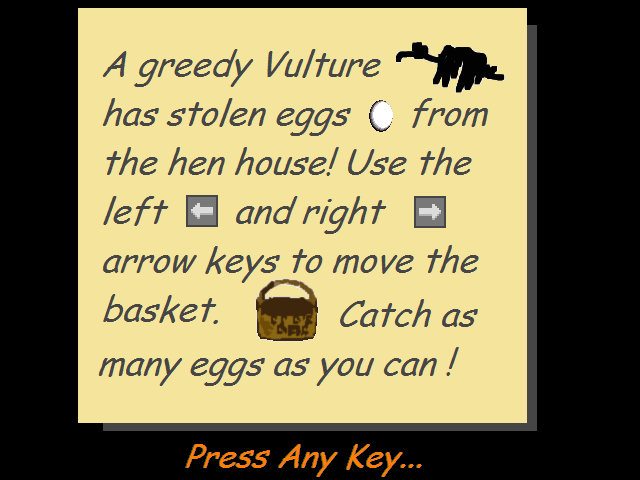 A greedy Vulture
has stolen eggs from
the hen house! Use the
left and right
arrow keys to move the
basket. Catch as
many eggs as you can !
Press Any Key...